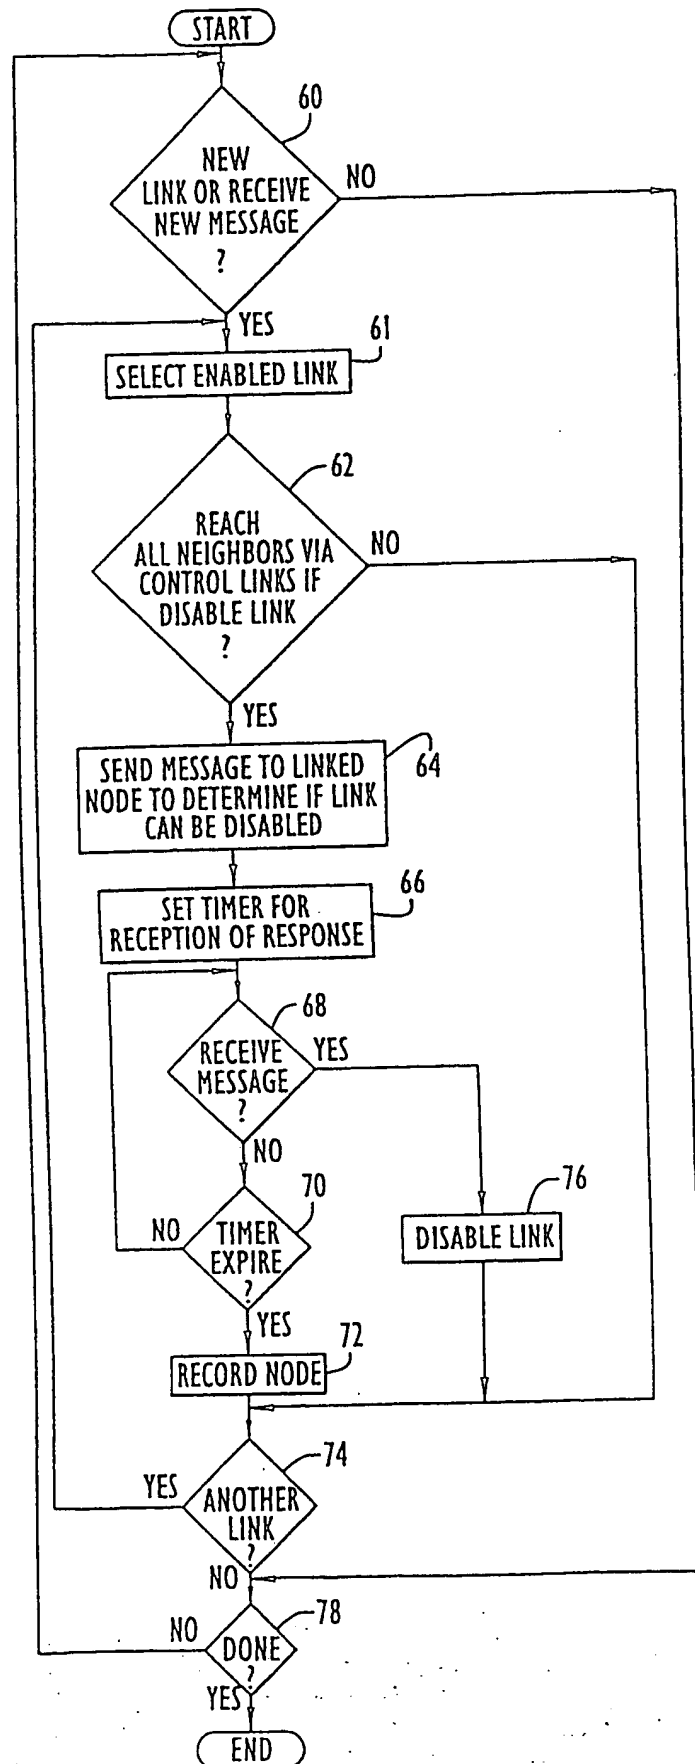 START
60
NEW
LINK OR RECEIVE
NEW MESSAGE
?
NO
YES
61
SELECT ENABLED LINK
62
REACH
ALL NEIGHBORS VIA
CONTROL LINKS IF
DISABLE LINK
?
NO
YES
SEND MESSAGE TO LINKED
NODE TO DETERMINE IF LINK
CAN BE DISABLED
64
66
SET TIMER FOR
RECEPTION OF RESPONSE
68
RECEIVE
MESSAGE
?
YES
NO
70
TIMER
EXPIRE
?
NO
YES
76
DISABLE LINK
72
RECORD NODE
74
ANOTHER
LINK
?
YES
NO
78
DONE
?
NO
YES
END